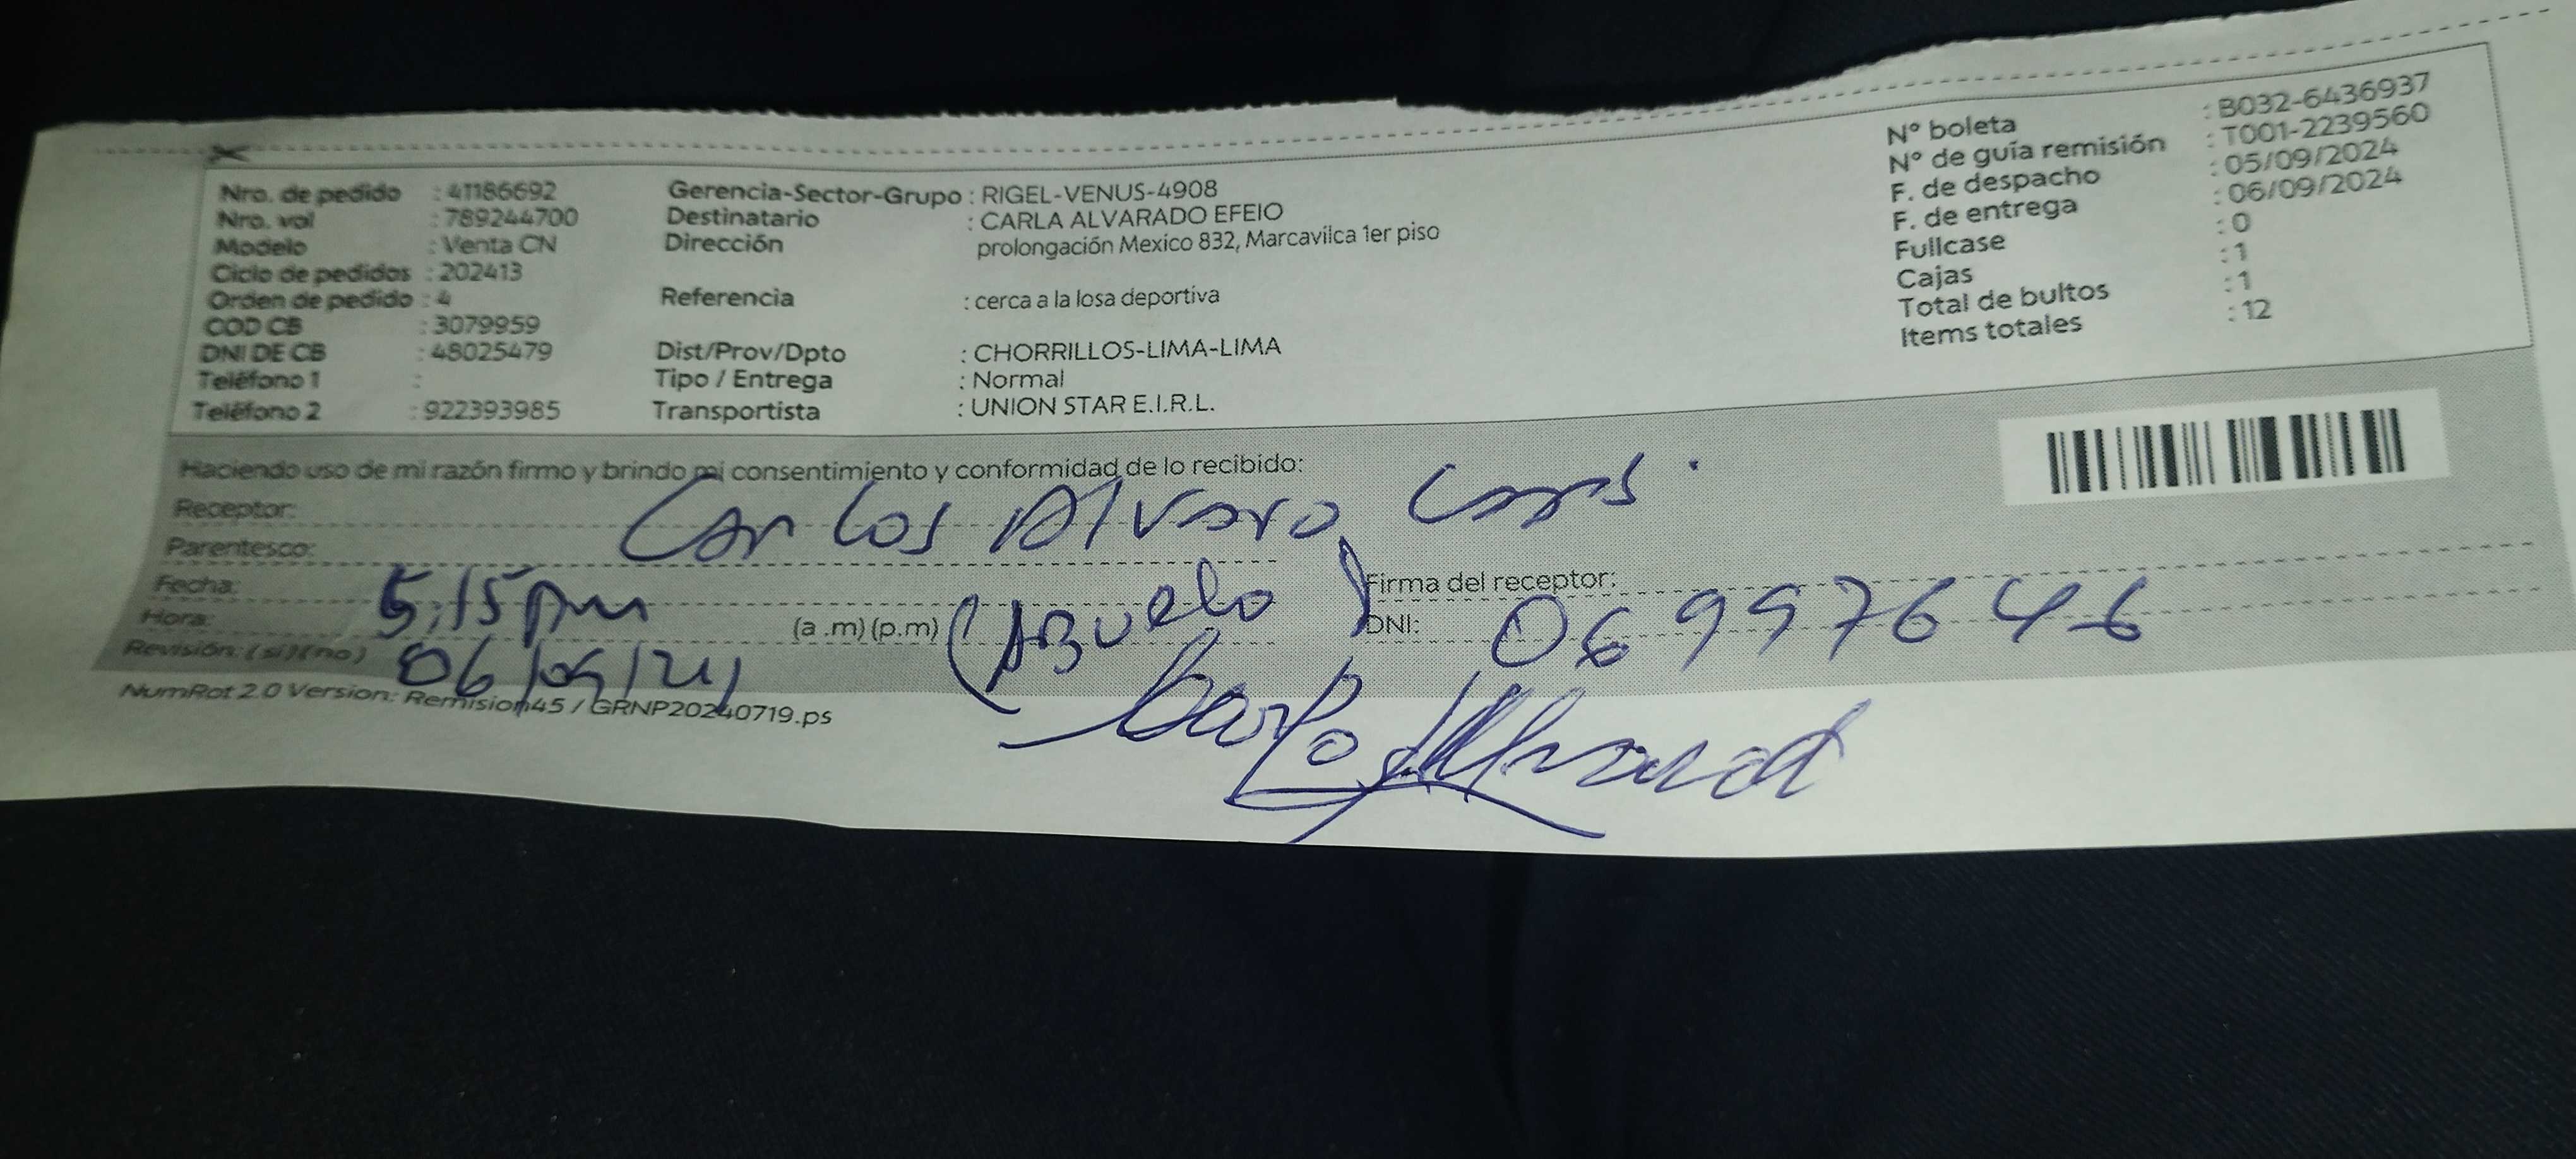 Nro. de pedido : 41186692
Nro. val : 789244700
Modelo : Venta CN
Ciclo de pedidos : 202413
Orden de pedido : 4
COD CB : 3079959
DNI DE CB : 48025479
Teléfono 1 :
Teléfono 2 : 922393985
Gerencia-Sector-Grupo : RIGEL-VENUS-4908
Destinatario : CARLA ALVARADO EFEIO
Dirección prolongación Mexico 832, Marcavilca 1er piso
Referencia : cerca a la losa deportiva
Dist/Prov/Dpto : CHORRILLOS-LIMA-LIMA
Tipo / Entrega : Normal
Transportista : UNION STAR E.I.R.L.
N° boleta : B032-6436937
N° de guía remisión : T001-2239560
F. de despacho : 05/09/2024
F. de entrega : 06/09/2024
Fullcase : 0
Cajas : 1
Total de bultos : 1
Items totales : 12
Haciendo uso de mi razón firmo y brindo mi consentimiento y conformidad de lo recibido:
Receptor: Carlos Alvaro
Parentesco:
Fecha: 5:15 pm
Hora: (a .m) (p.m) (Abuelo)
Firma del receptor:
DNI: 06997646
Revisión: (si) (no) 06/09/24
NumRot 2.0 Version: Remision45 / GRNP20240719.ps